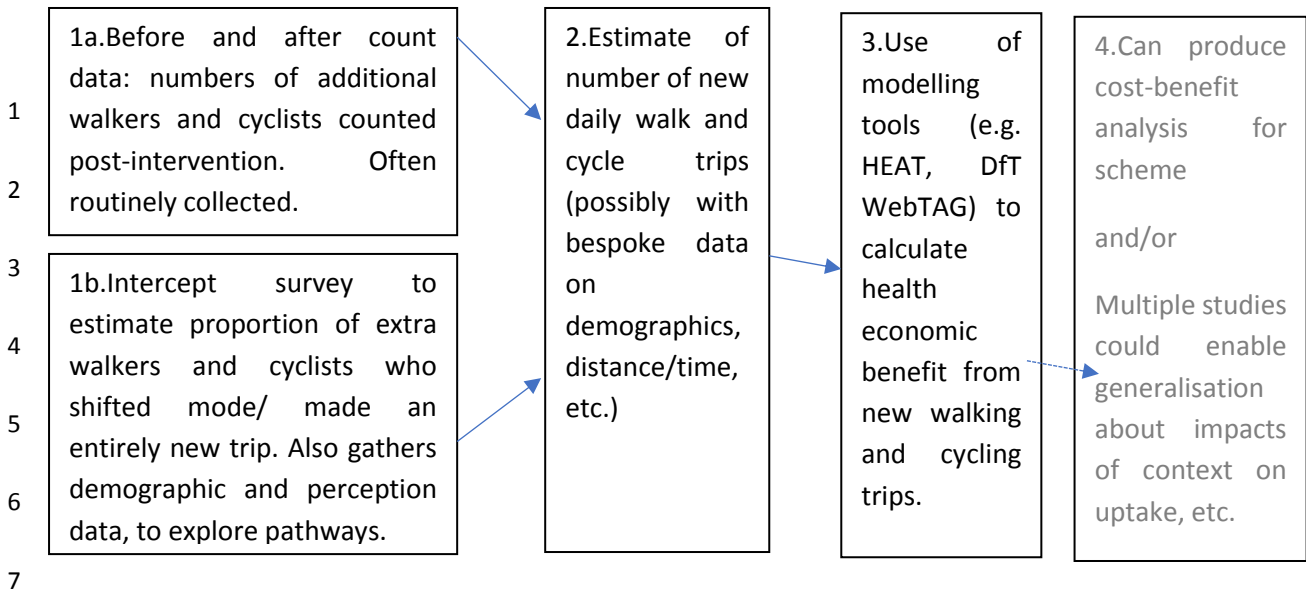 1a.Before and after count
data: numbers of additional
walkers and cyclists counted
post-intervention. Often
routinely collected.
1b.Intercept survey to
estimate proportion of extra
walkers and cyclists who
shifted mode/ made an
entirely new trip. Also gathers
demographic and perception
data, to explore pathways.
2.Estimate of
number of new
daily walk and
cycle trips
(possibly with
bespoke data
on
demographics,
distance/time,
etc.)
3.Use of
modelling
tools (e.g.
HEAT, DfT
WebTAG) to
calculate
health
economic
benefit from
new walking
and cycling
trips.
4.Can produce
cost-benefit
analysis for
scheme
and/or
Multiple studies
could enable
generalisation
about impacts
of context on
uptake, etc.
1
2
3
4
5
6
7